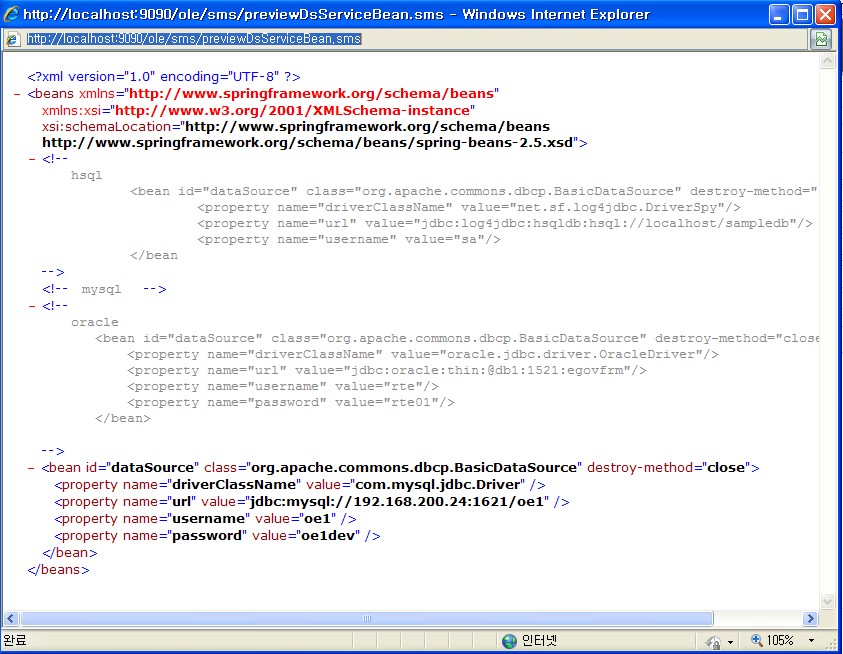 http://localhost:9090/ole/sms/previewDsServiceBean.sms - Windows Internet Explorer
http://localhost:9090/ole/sms/previewDsServiceBean.sms
<?xml version="1.0" encoding="UTF-8" ?>
- <beans xmlns="http://www.springframework.org/schema/beans"
xmlns:xsi="http://www.w3.org/2001/XMLSchema-instance"
xsi:schemaLocation="http://www.springframework.org/schema/beans
http://www.springframework.org/schema/beans/spring-beans-2.5.xsd">
- <!--
hsql
<bean id="dataSource" class="org.apache.commons.dbcp.BasicDataSource" destroy-method="
<property name="driverClassName" value="net.sf.log4jdbc.DriverSpy"/>
<property name="url" value="jdbc:log4jdbc:hsqldb:hsql://localhost/sampledb"/>
<property name="username" value="sa"/>
</bean
-->
<!-- mysql -->
- <!--
oracle
<bean id="dataSource" class="org.apache.commons.dbcp.BasicDataSource" destroy-method="close
<property name="driverClassName" value="oracle.jdbc.driver.OracleDriver"/>
<property name="url" value="jdbc:oracle:thin:@db1:1521:egovfrm"/>
<property name="username" value="rte"/>
<property name="password" value="rte01"/>
</bean>
-->
- <bean id="dataSource" class="org.apache.commons.dbcp.BasicDataSource" destroy-method="close">
<property name="driverClassName" value="com.mysql.jdbc.Driver" />
<property name="url" value="jdbc:mysql://192.168.200.24:1621/oe1" />
<property name="username" value="oe1" />
<property name="password" value="oe1dev" />
</bean>
</beans>
완료 인터넷 105%